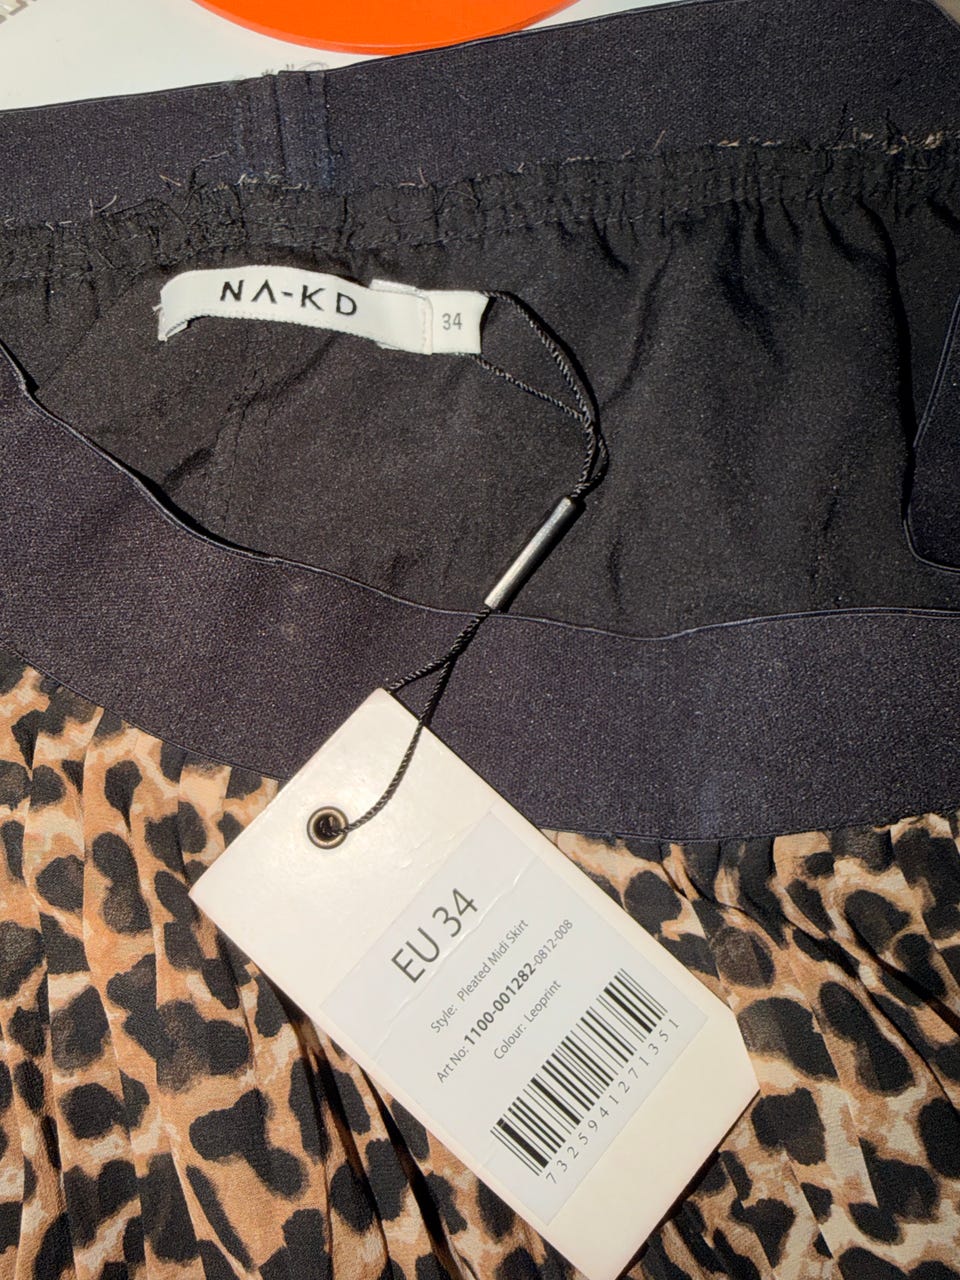 NA-KD
34
EU 34
Style: Pleated Midi Skirt
Art No: 1100-001282-0812-008
Colour: Leoprint
7325941271351